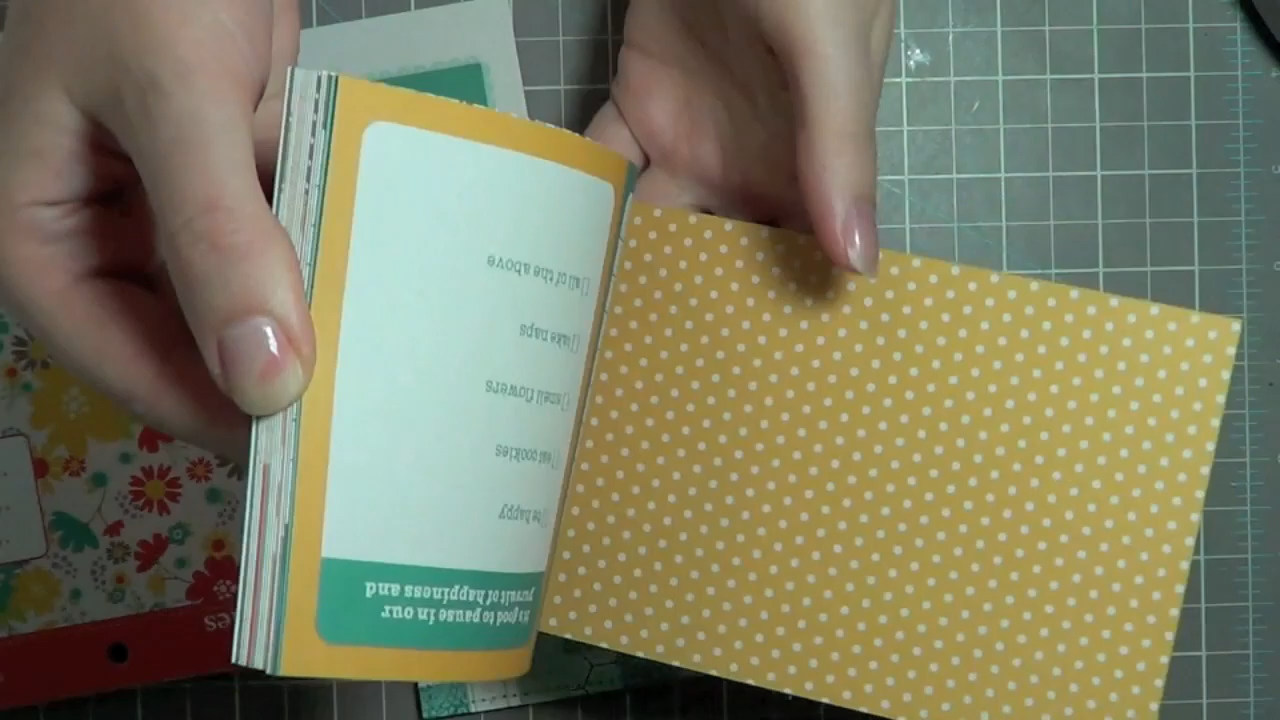 it's good to pause in our
pursuit of happiness and
be happy
eat cookies
smell flowers
take naps
all of the above